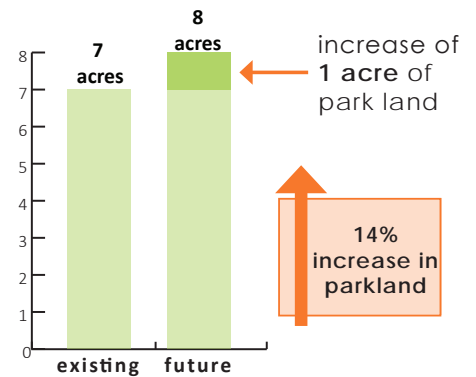 8
acres
7
acres
increase of
1 acre of
park land
8
7
6
5
4
3
2
1
0
14%
increase in
parkland
existing future